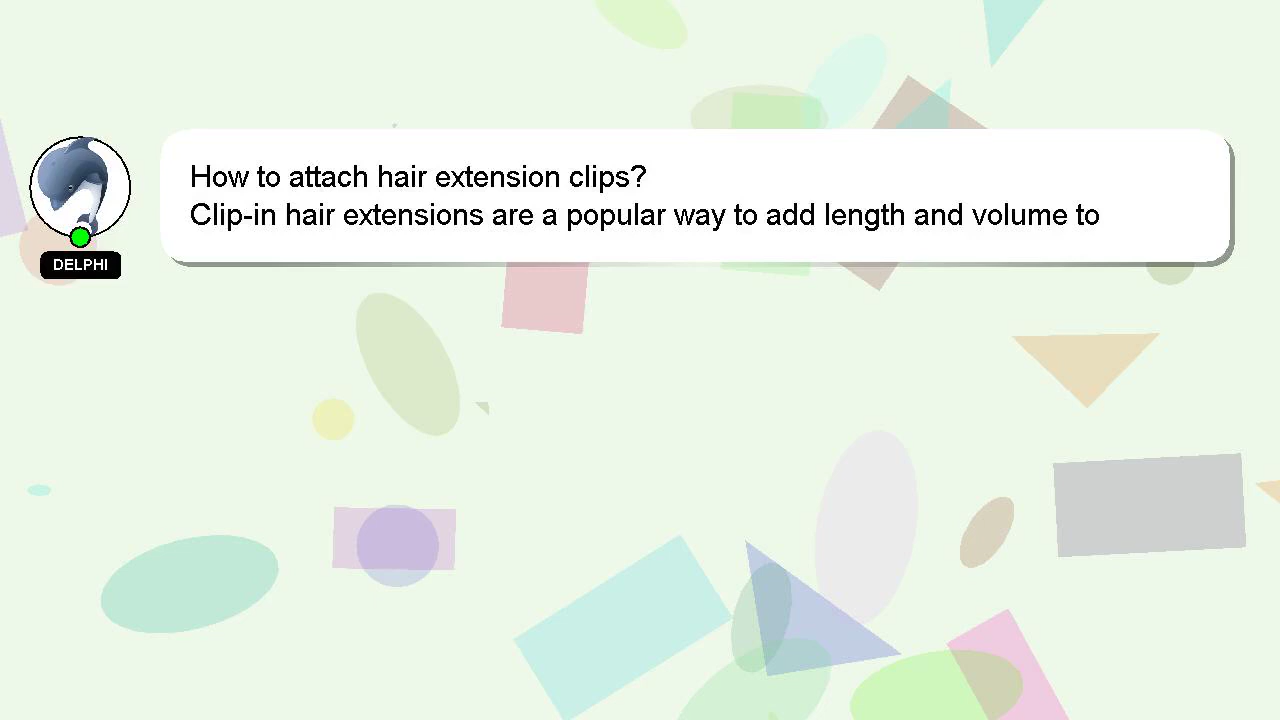 How to attach hair extension clips?
Clip-in hair extensions are a popular way to add length and volume to
DELPHI